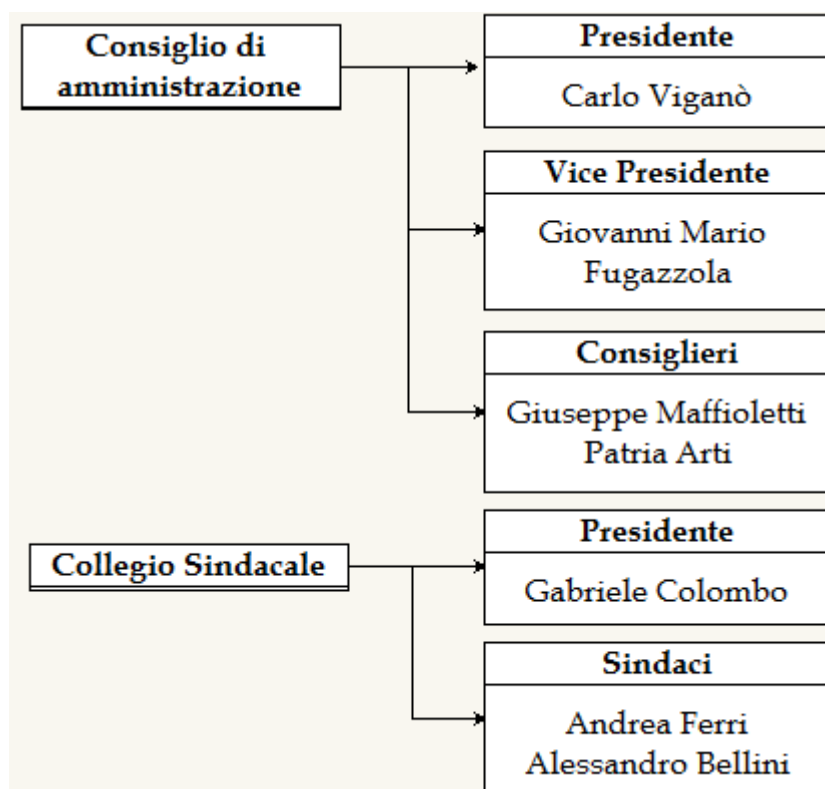 Consiglio di
amministrazione
Presidente
Carlo Viganò
Vice Presidente
Giovanni Mario
Fugazzola
Consiglieri
Giuseppe Maffioletti
Patria Arti
Collegio Sindacale
Presidente
Gabriele Colombo
Sindaci
Andrea Ferri
Alessandro Bellini